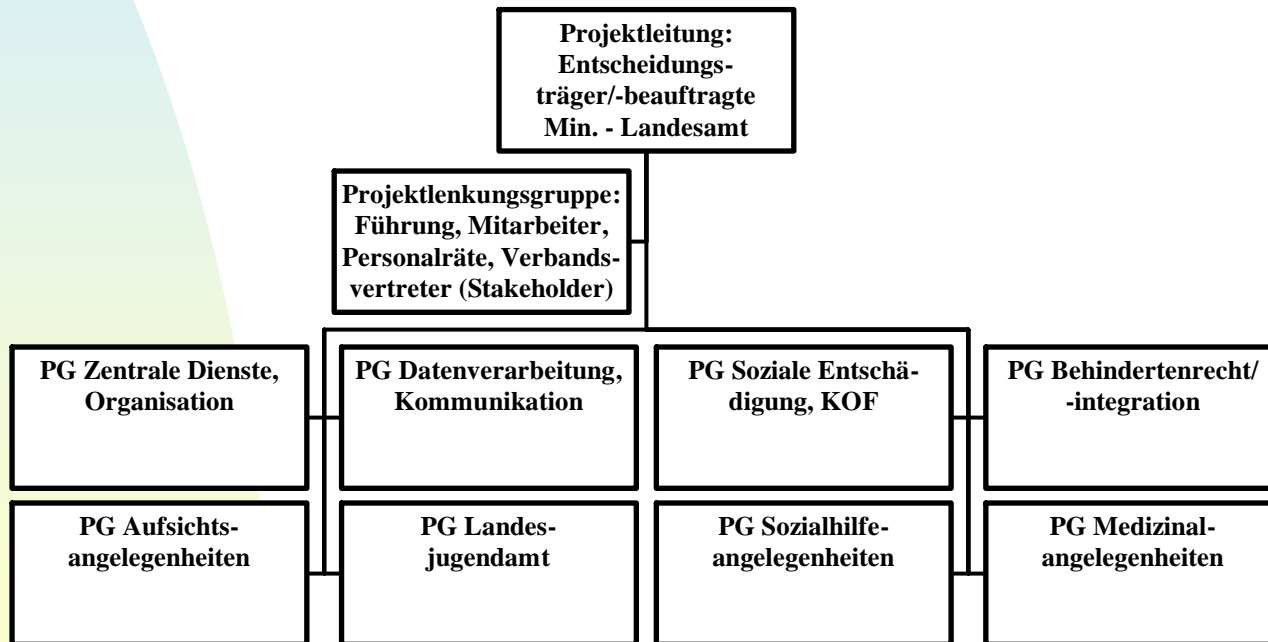 Projektleitung:
Entscheidungs-
träger/-beauftragte
Min. - Landesamt
Projektlenkungsgruppe:
Führung, Mitarbeiter,
Personalräte, Verbands-
vertreter (Stakeholder)
PG Zentrale Dienste,
Organisation
PG Datenverarbeitung,
Kommunikation
PG Soziale Entschä-
digung, KOF
PG Behindertenrecht/
-integration
PG Aufsichts-
angelegenheiten
PG Landes-
jugendamt
PG Sozialhilfe-
angelegenheiten
PG Medizinal-
angelegenheiten